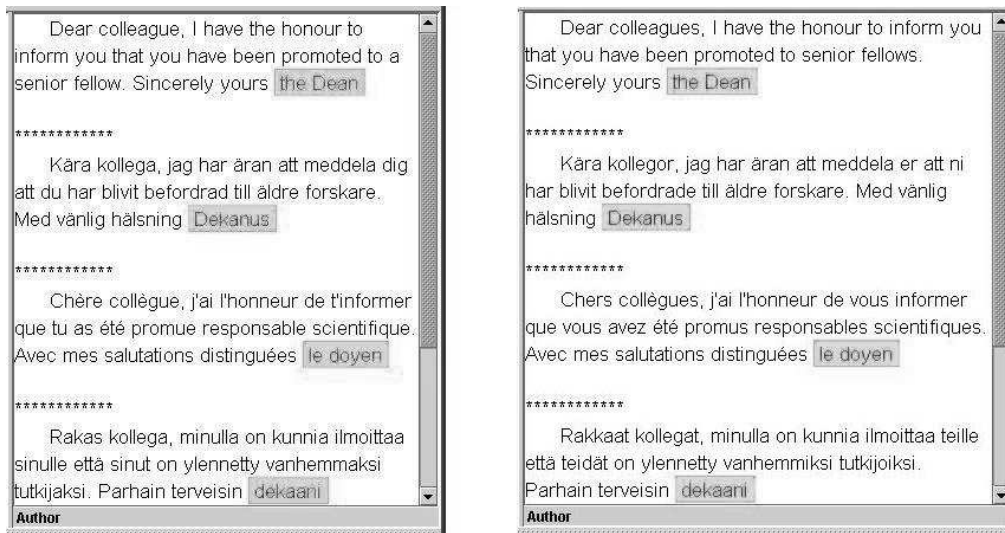 Dear colleague, I have the honour to
inform you that you have been promoted to a
senior fellow. Sincerely yours the Dean
************
Kära kollega, jag har äran att meddela dig
att du har blivit befordrad till äldre forskare.
Med vänlig hälsning Dekanus
************
Chère collègue, j'ai l'honneur de t'informer
que tu as été promue responsable scientifique.
Avec mes salutations distinguées le doyen
************
Rakas kollega, minulla on kunnia ilmoittaa
sinulle että sinut on ylennetty vanhemmaksi
tutkijaksi. Parhain terveisin dekaani
Author
Dear colleagues, I have the honour to inform you
that you have been promoted to senior fellows.
Sincerely yours the Dean
************
Kära kollegor, jag har äran att meddela er att ni
har blivit befordrade till äldre forskare. Med vänlig
hälsning Dekanus
************
Chers collègues, j'ai l'honneur de vous informer
que vous avez été promus responsables scientifiques.
Avec mes salutations distinguées le doyen
************
Rakkaat kollegat, minulla on kunnia ilmoittaa teille
että teidät on ylennetty vanhemmiksi tutkijoiksi.
Parhain terveisin dekaani
Author